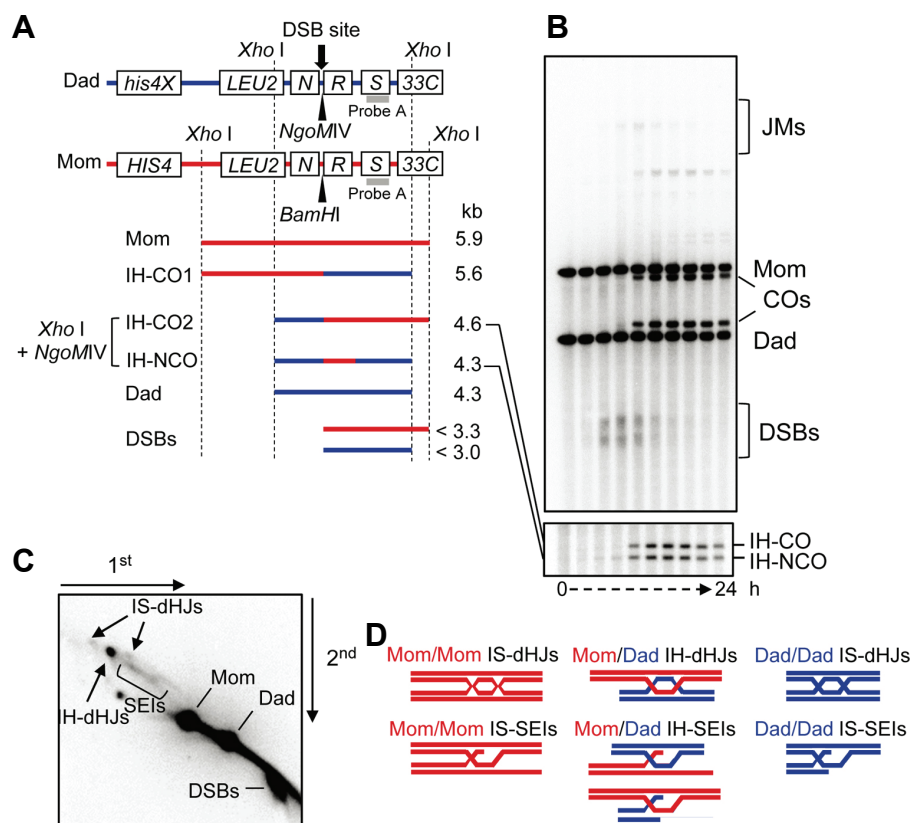 A
DSB site
Xho I
Xho I
Dad
his4X
LEU2
N
R
S
33C
Probe A
NgoMIV
Xho I
Xho I
Mom
HIS4
LEU2
N
R
S
33C
Probe A
BamHI
kb
Mom
5.9
IH-CO1
5.6
Xho I
+ NgoMIV
IH-CO2
4.6
IH-NCO
4.3
Dad
4.3
DSBs
< 3.3
< 3.0
B
JMs
Mom
COs
Dad
DSBs
IH-CO
IH-NCO
0
24
h
C
1st
IS-dHJs
2nd
IH-dHJs
SEIs
Mom
Dad
DSBs
D
Mom/Mom IS-dHJs
Mom/Dad IH-dHJs
Dad/Dad IS-dHJs
Mom/Mom IS-SEIs
Mom/Dad IH-SEIs
Dad/Dad IS-SEIs